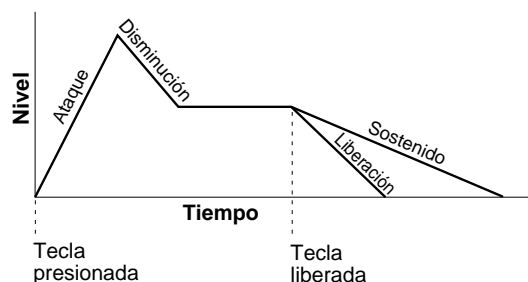 Nivel
Ataque
Disminución
Sostenido
Liberación
Tiempo
Tecla
presionada
Tecla
liberada